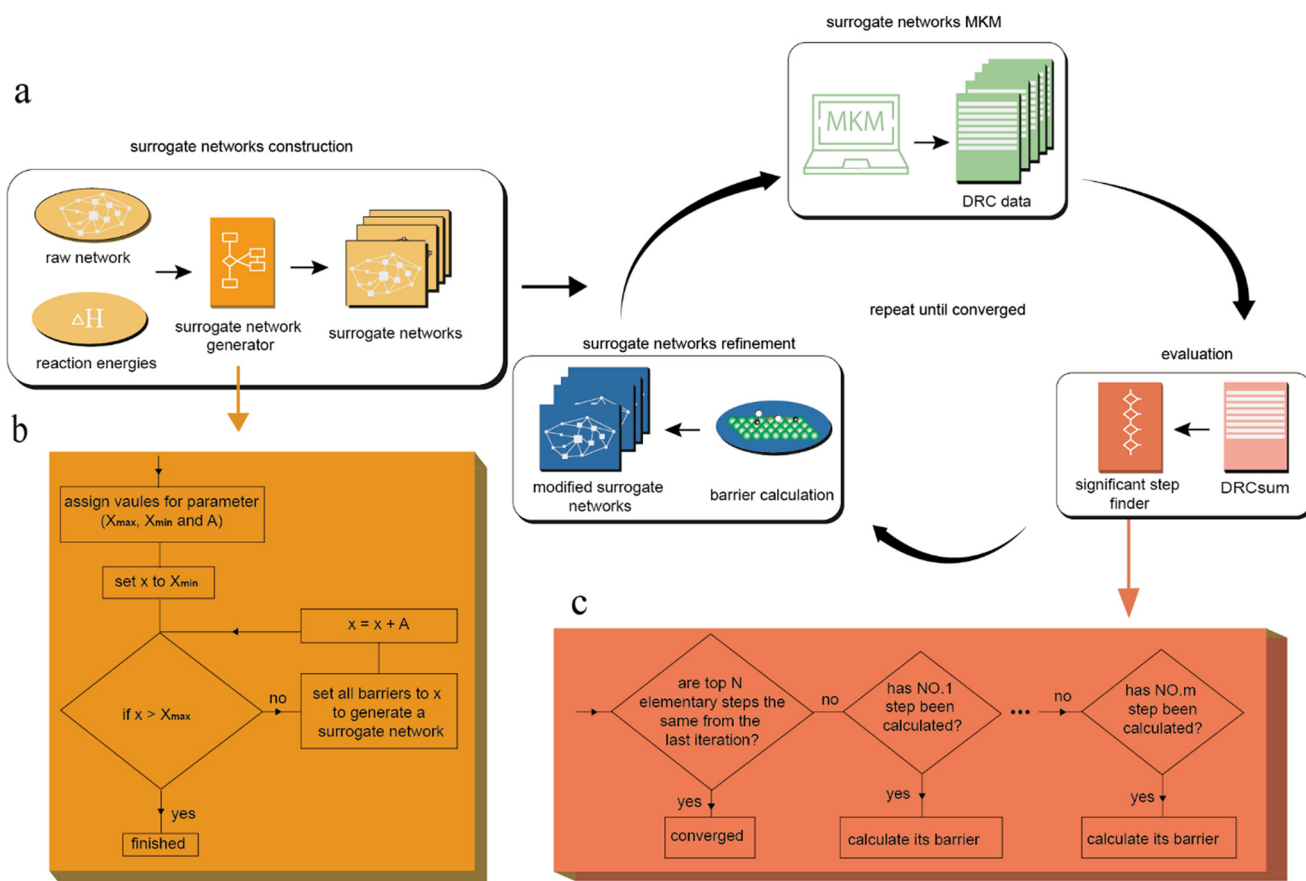 surrogate networks MKM
a
MKM
DRC data
surrogate networks construction
raw network
ΔH
reaction energies
surrogate network
generator
surrogate networks
repeat until converged
surrogate networks refinement
modified surrogate
networks
barrier calculation
evaluation
significant step
finder
DRCsum
b
assign vaules for parameter
(Xmax, Xmin and A)
set x to Xmin
x = x + A
if x > Xmax
no
set all barriers to x
to generate a
surrogate network
yes
finished
c
are top N
elementary steps the
same from the
last iteration?
no
has NO.1
step been
calculated?
•••
no
has NO.m
step been
calculated?
yes
converged
yes
calculate its barrier
yes
calculate its barrier